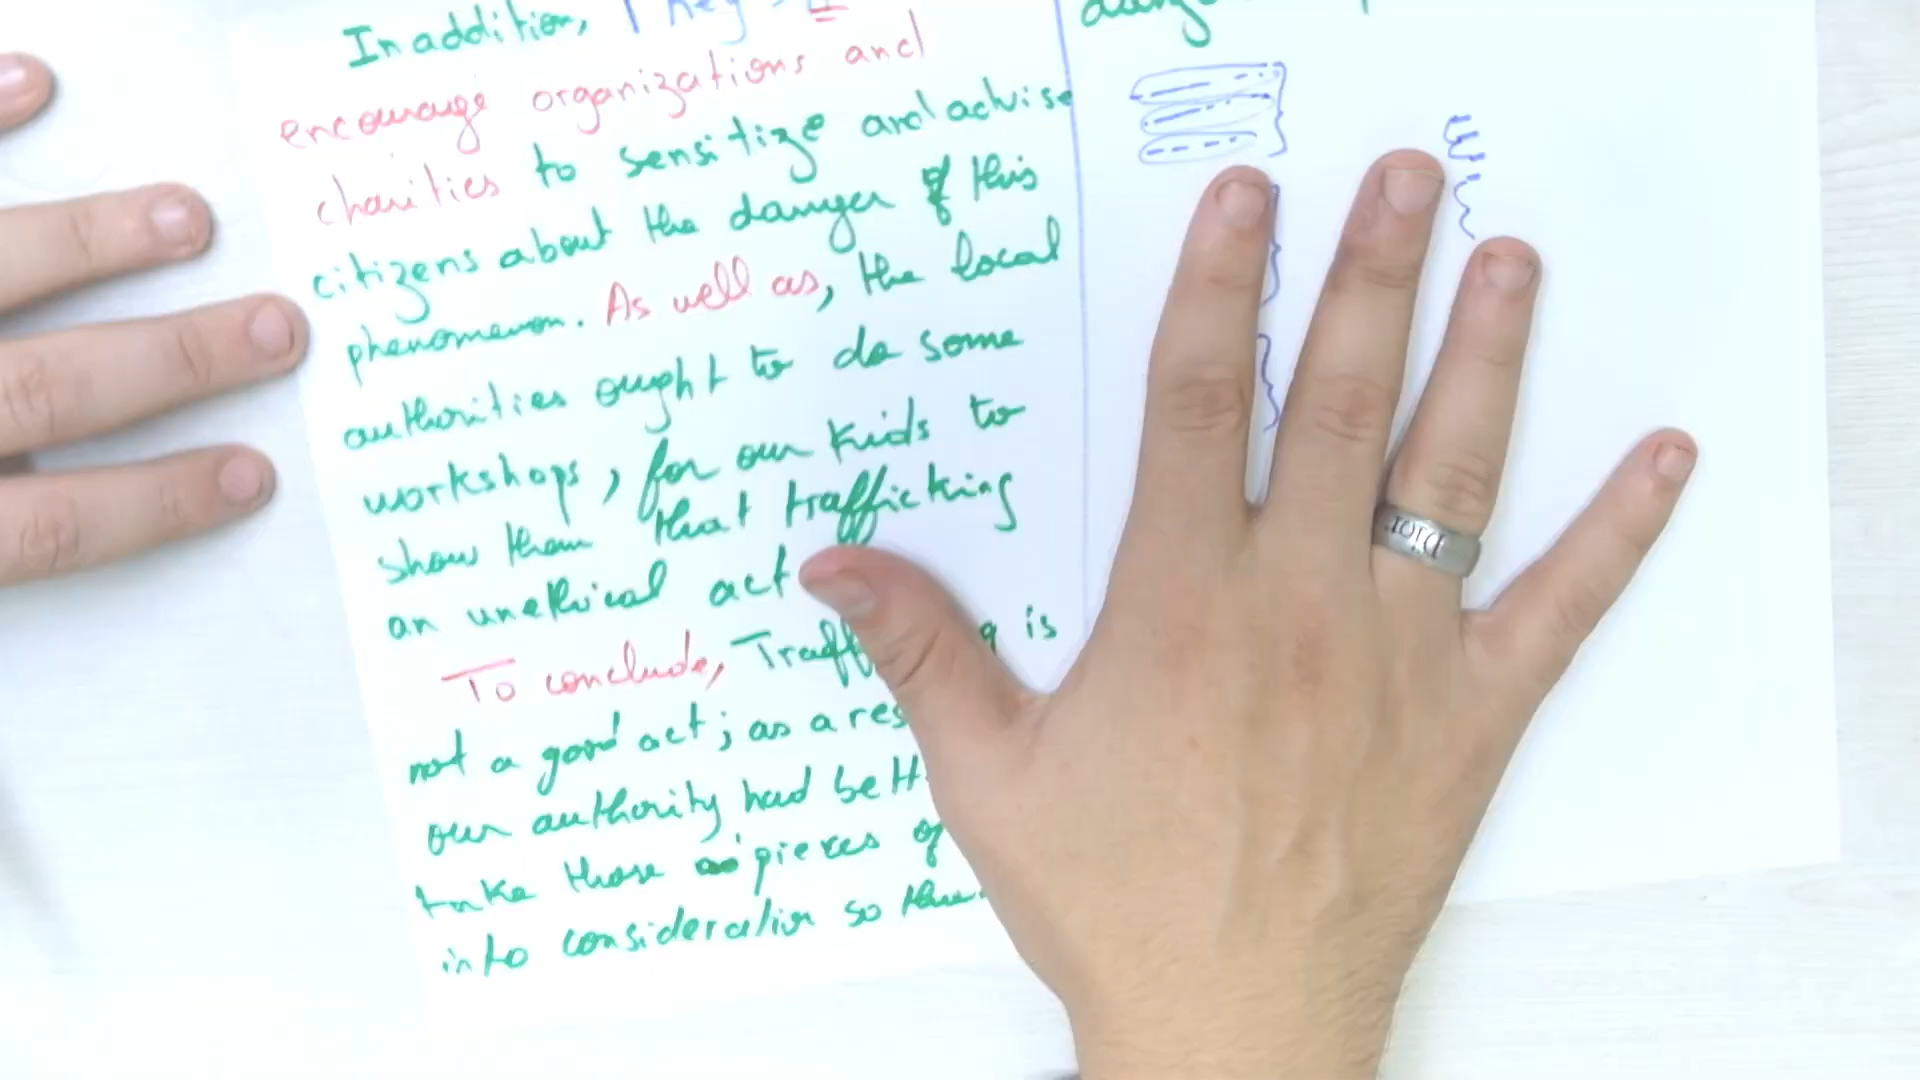 In addition, They
encourage organizations and
charities to sensitize and advise
citizens about the danger of this
phenomenon. As well as, the local
authorities ought to do some
workshops, for our kids to
show them that trafficking
an unethical act
To conclude, is
not a good act; as a res
our authority had bett
take those pieces of
into consideration so
Dior